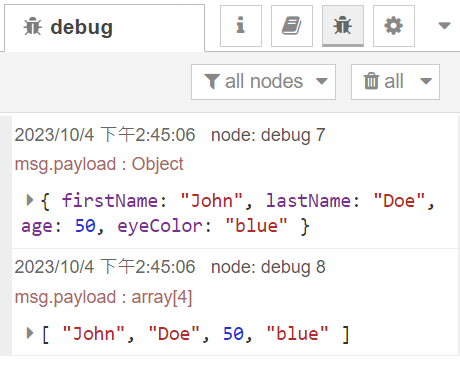 debug
all nodes
all
2023/10/4 下午2:45:06 node: debug 7
msg.payload : Object
{ firstName: "John", lastName: "Doe",
age: 50, eyeColor: "blue" }
2023/10/4 下午2:45:06 node: debug 8
msg.payload : array[4]
[ "John", "Doe", 50, "blue" ]